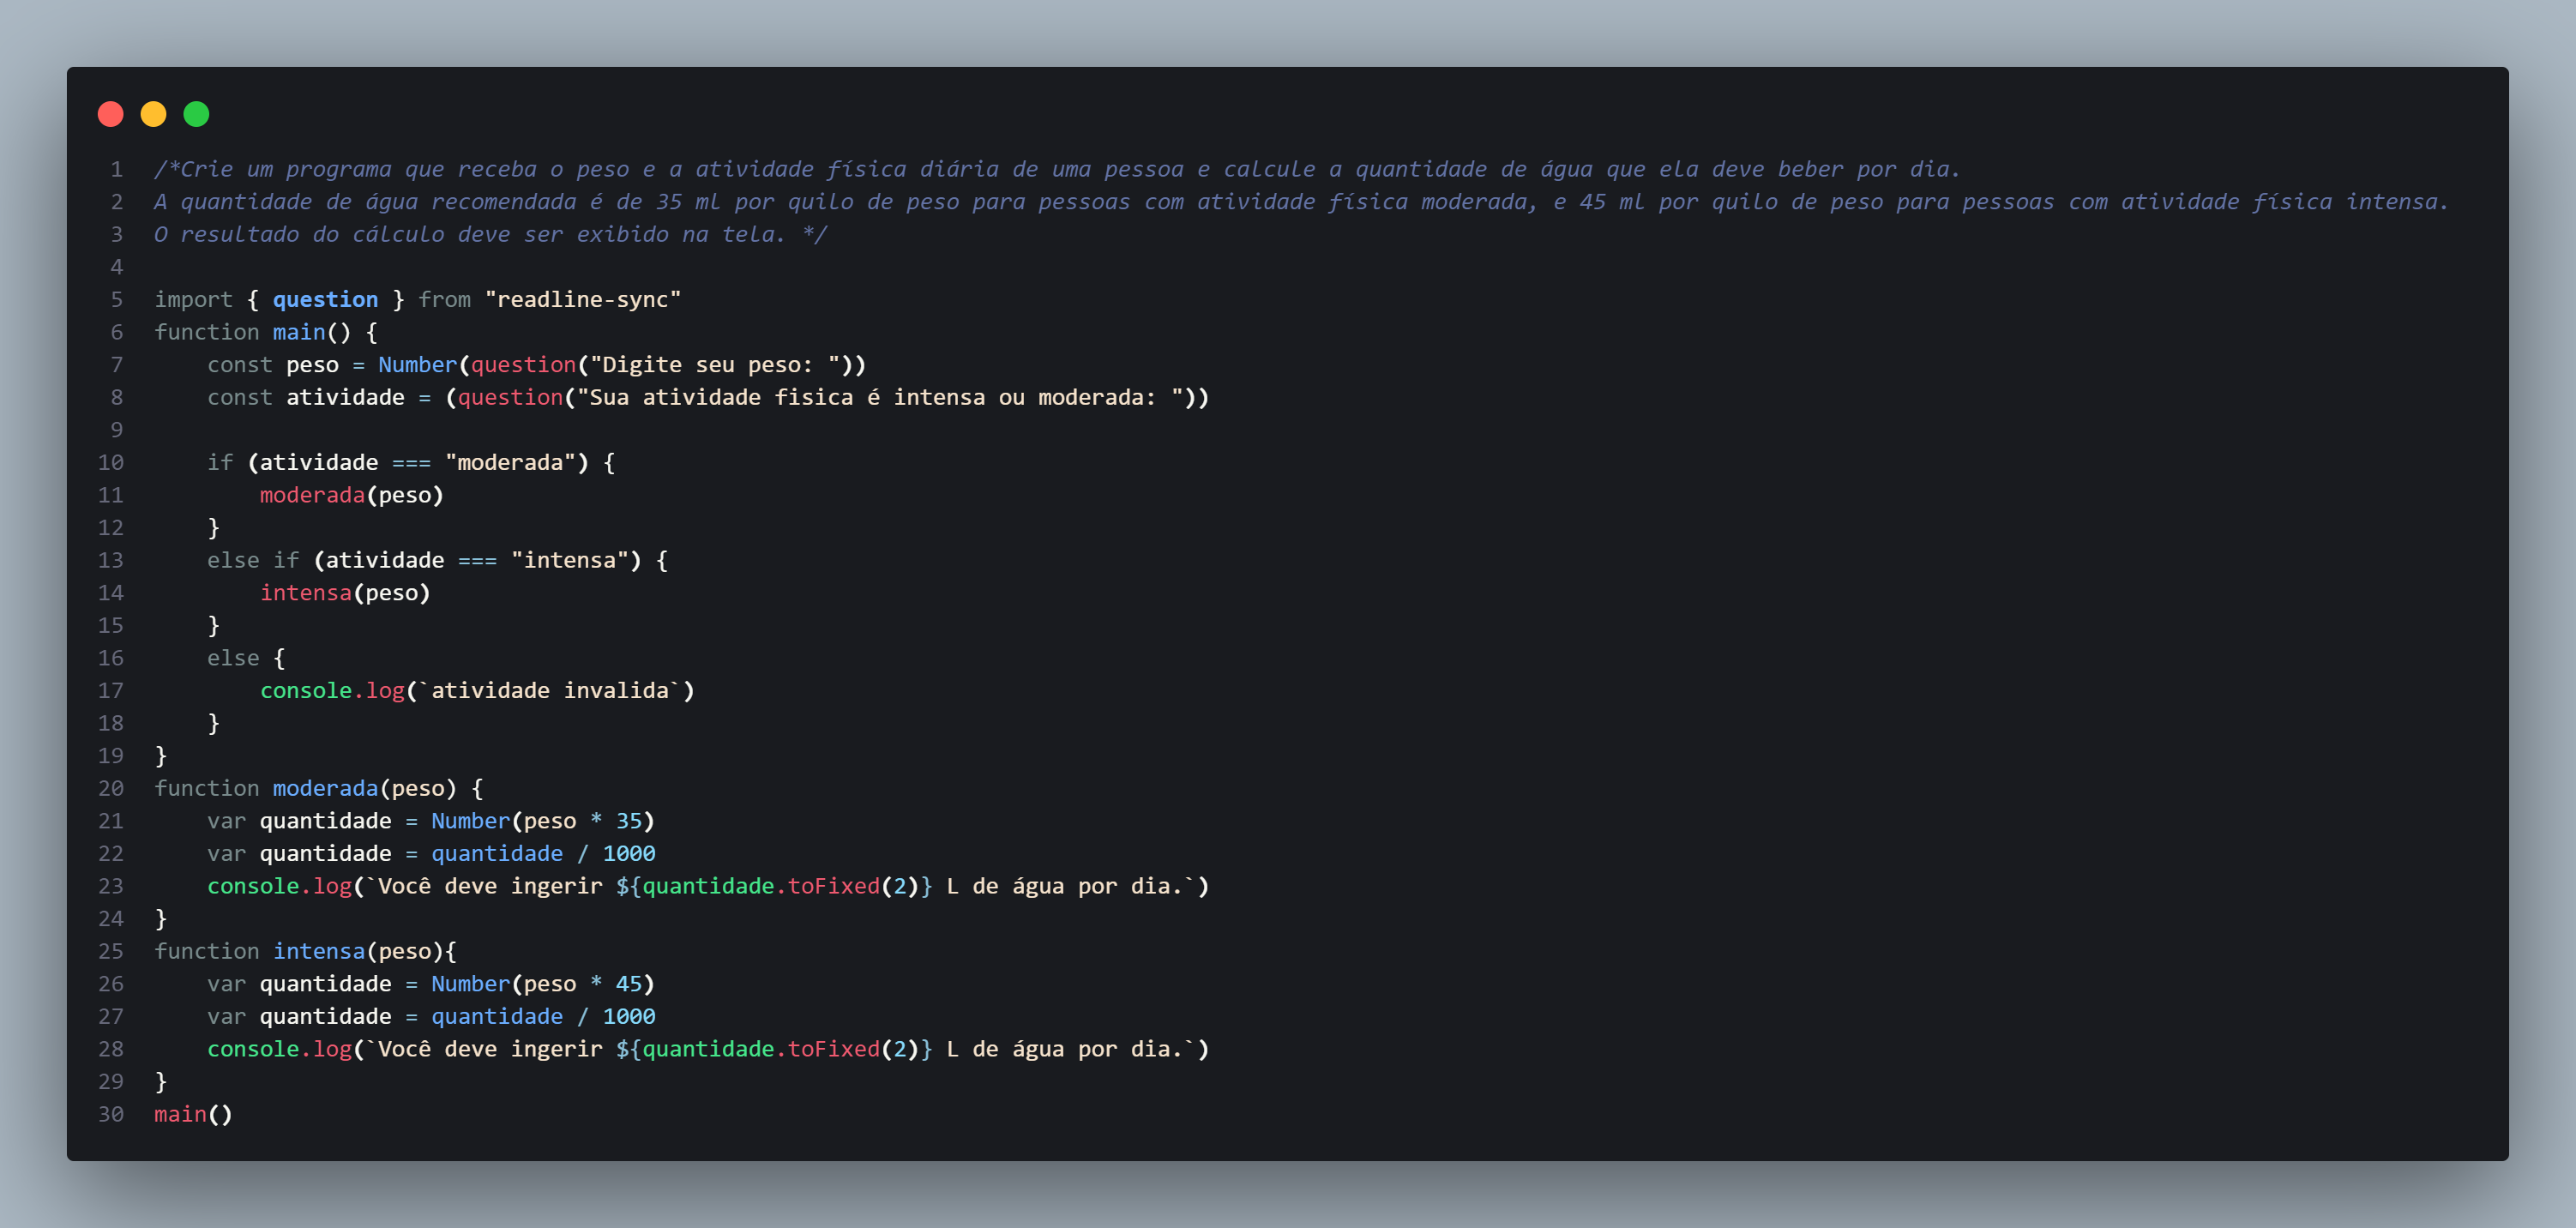 1 /*Crie um programa que receba o peso e a atividade física diária de uma pessoa e calcule a quantidade de água que ela deve beber por dia.
2 A quantidade de água recomendada é de 35 ml por quilo de peso para pessoas com atividade física moderada, e 45 ml por quilo de peso para pessoas com atividade física intensa.
3 O resultado do cálculo deve ser exibido na tela. */
4
5 import { question } from "readline-sync"
6 function main() {
7     const peso = Number(question("Digite seu peso: "))
8     const atividade = (question("Sua atividade fisica é intensa ou moderada: "))
9
10     if (atividade === "moderada") {
11         moderada(peso)
12     }
13     else if (atividade === "intensa") {
14         intensa(peso)
15     }
16     else {
17         console.log(`atividade invalida`)
18     }
19 }
20 function moderada(peso) {
21     var quantidade = Number(peso * 35)
22     var quantidade = quantidade / 1000
23     console.log(`Você deve ingerir ${quantidade.toFixed(2)} L de água por dia.`)
24 }
25 function intensa(peso){
26     var quantidade = Number(peso * 45)
27     var quantidade = quantidade / 1000
28     console.log(`Você deve ingerir ${quantidade.toFixed(2)} L de água por dia.`)
29 }
30 main()